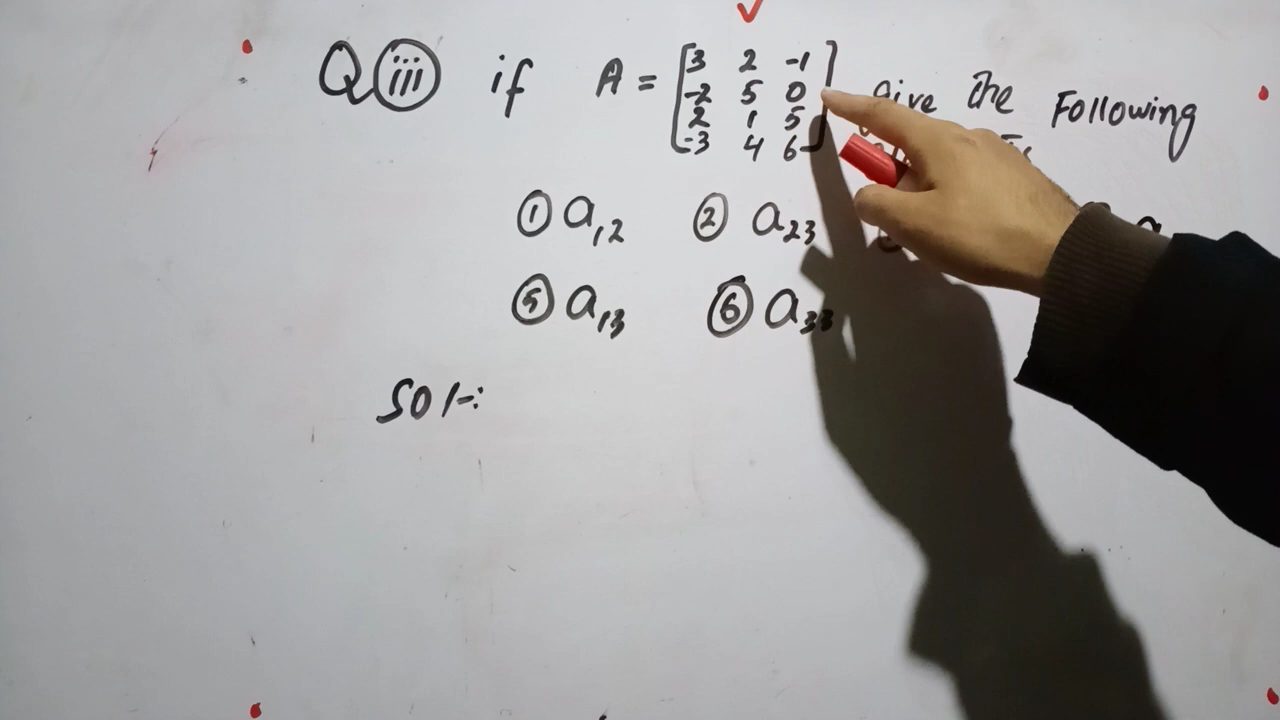 Q(iii) if A = [3 2 -1 give the Following
-2 5 0
2 1 5
-3 4 6]
① a₁₂ ② a₂₃ a
⑤ a₁₃ ⑥ a₃₃
Sol-: